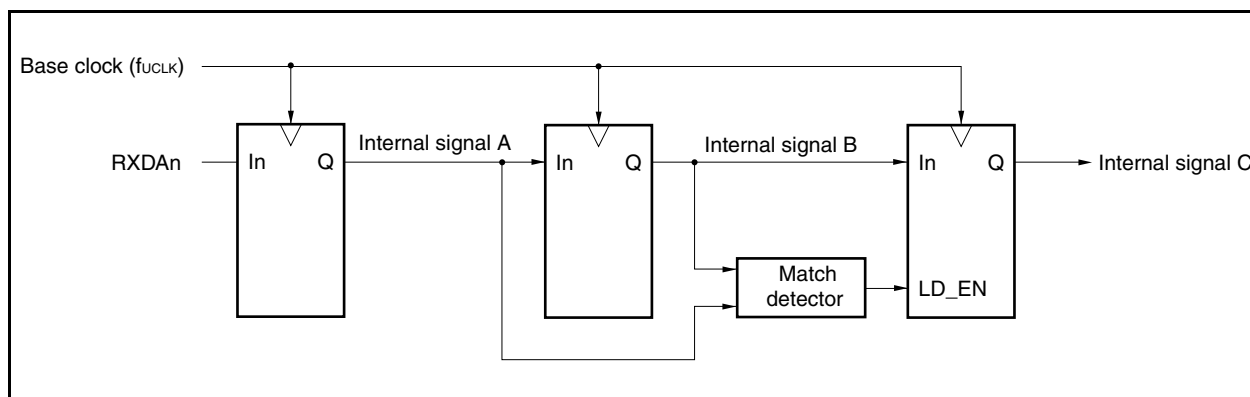 Base clock (fUCLK)
RXDAn
In
Q
Internal signal A
In
Q
Internal signal B
In
Q
Internal signal C
Match
detector
LD_EN